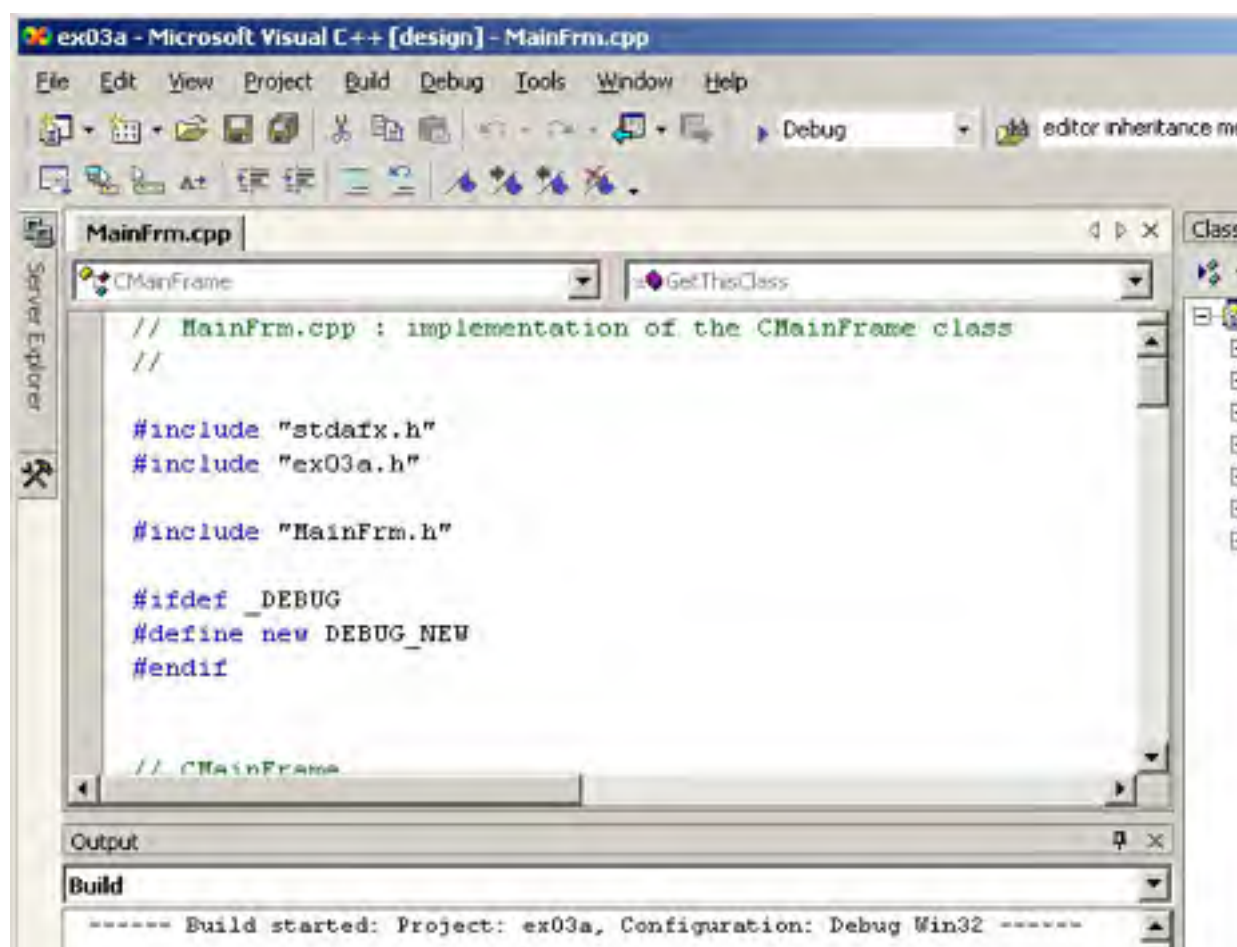 ex03a - Microsoft Visual C++ [design] - MainFrm.cpp
File Edit View Project Build Debug Tools Window Help
Debug editor inheritance
MainFrm.cpp
Class
CMainFrame GetThisClass
Server Explorer
// MainFrm.cpp : implementation of the CMainFrame class
//
#include "stdafx.h"
#include "ex03a.h"
#include "MainFrm.h"
#ifdef _DEBUG
#define new DEBUG_NEW
#endif
// CMainFrame
Output
Build
------ Build started: Project: ex03a, Configuration: Debug Win32 ------